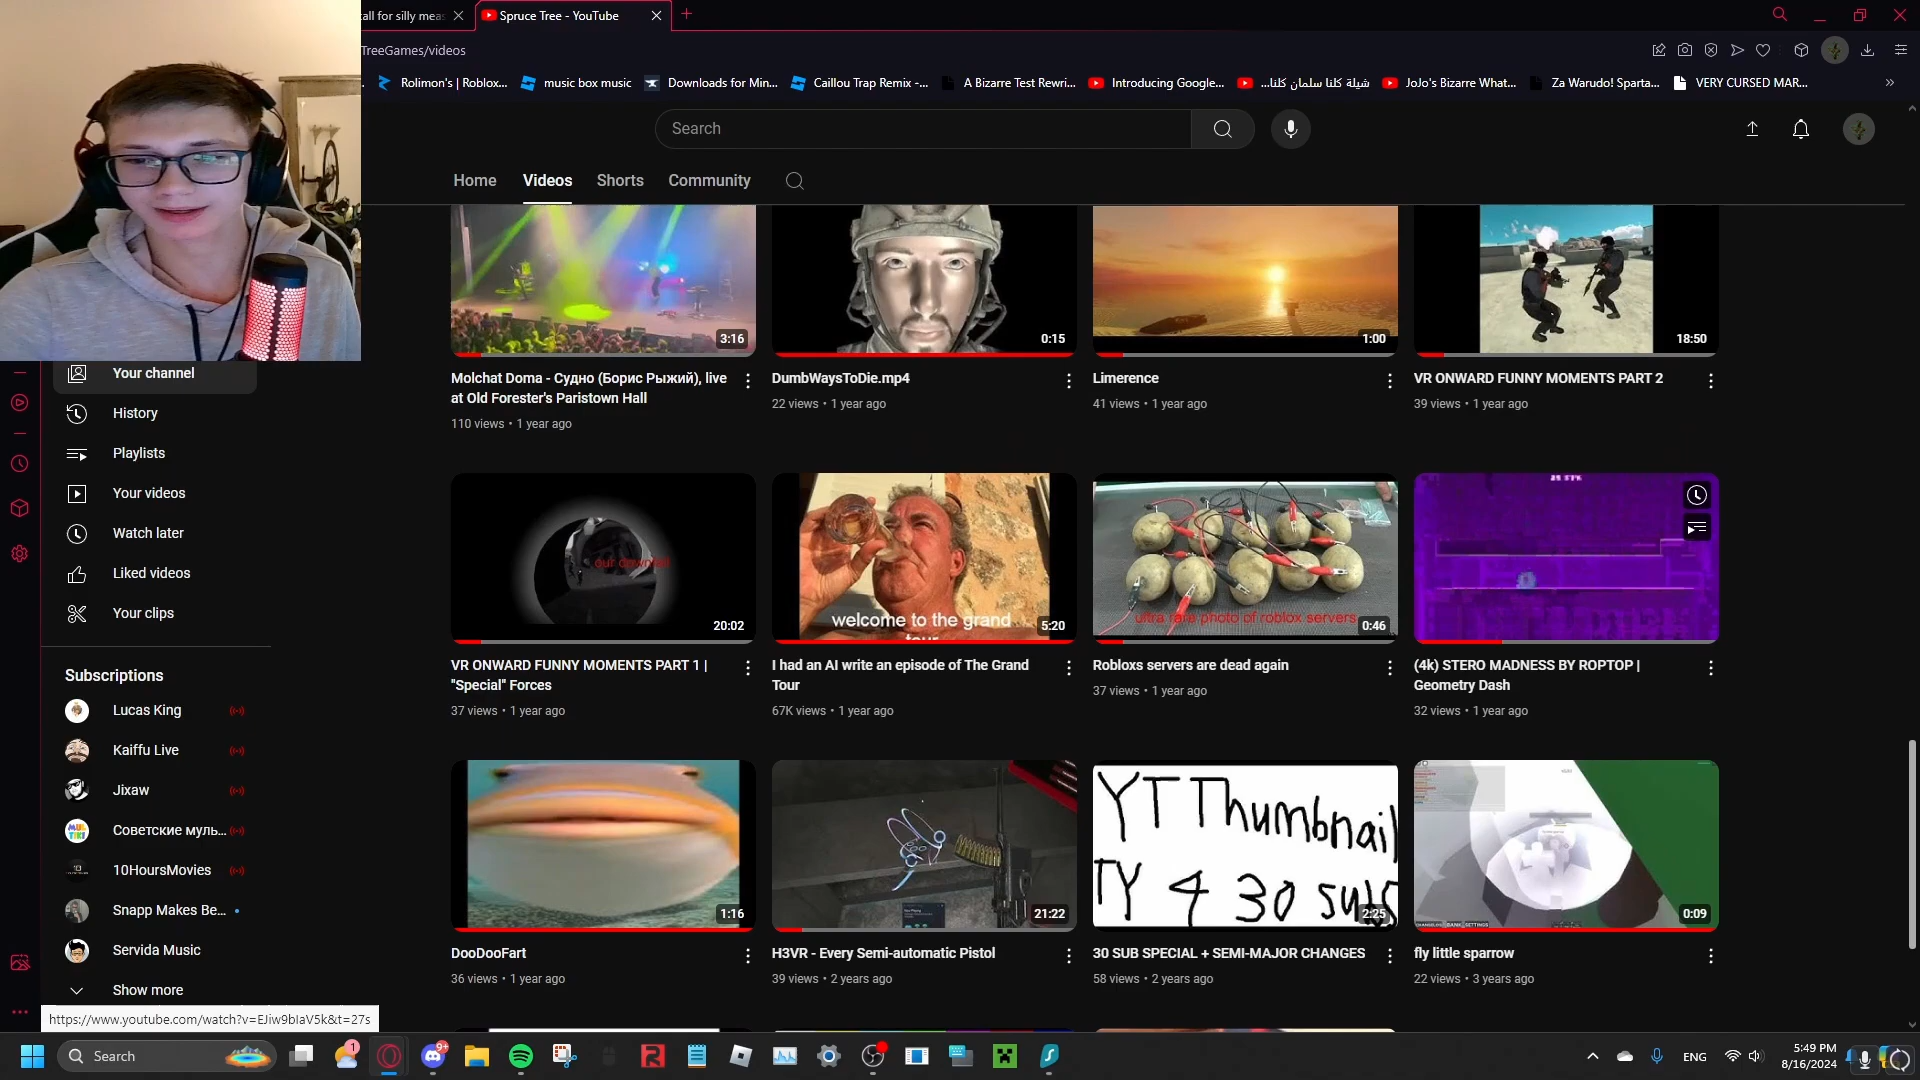 all for silly meas
Spruce Tree - YouTube
TreeGames/videos
Rolimon's | Roblox...
music box music
Downloads for Min...
Caillou Trap Remix -...
A Bizarre Test Rewri...
Introducing Google...
شيلة كلنا سلمان كلنا...
JoJo's Bizarre What...
Za Warudo! Sparta...
VERY CURSED MAR...
Search
Home
Videos
Shorts
Community
3:16
0:15
1:00
18:50
Molchat Doma - Судно (Борис Рыжий), live
at Old Forester's Paristown Hall
110 views • 1 year ago
DumbWaysToDie.mp4
22 views • 1 year ago
Limerence
41 views • 1 year ago
VR ONWARD FUNNY MOMENTS PART 2
39 views • 1 year ago
Your channel
History
Playlists
Your videos
Watch later
Liked videos
Your clips
Subscriptions
Lucas King
Kaiffu Live
Jixaw
Советские муль...
10HoursMovies
Snapp Makes Be...
Servida Music
Show more
20:02
welcome to the grand
tour
5:20
ultra rare photo of roblox servers
0:46
VR ONWARD FUNNY MOMENTS PART 1 |
"Special" Forces
37 views • 1 year ago
I had an AI write an episode of The Grand
Tour
67K views • 1 year ago
Robloxs servers are dead again
37 views • 1 year ago
(4k) STERO MADNESS BY ROPTOP |
Geometry Dash
32 views • 1 year ago
1:16
21:22
YT Thumbnail
TY 4 30 subs
2:25
0:09
DooDooFart
36 views • 1 year ago
H3VR - Every Semi-automatic Pistol
39 views • 2 years ago
30 SUB SPECIAL + SEMI-MAJOR CHANGES
58 views • 2 years ago
fly little sparrow
22 views • 3 years ago
https://www.youtube.com/watch?v=EJiw9bIaV5k&t=27s
Search
1
9+
ENG
5:49 PM
8/16/2024